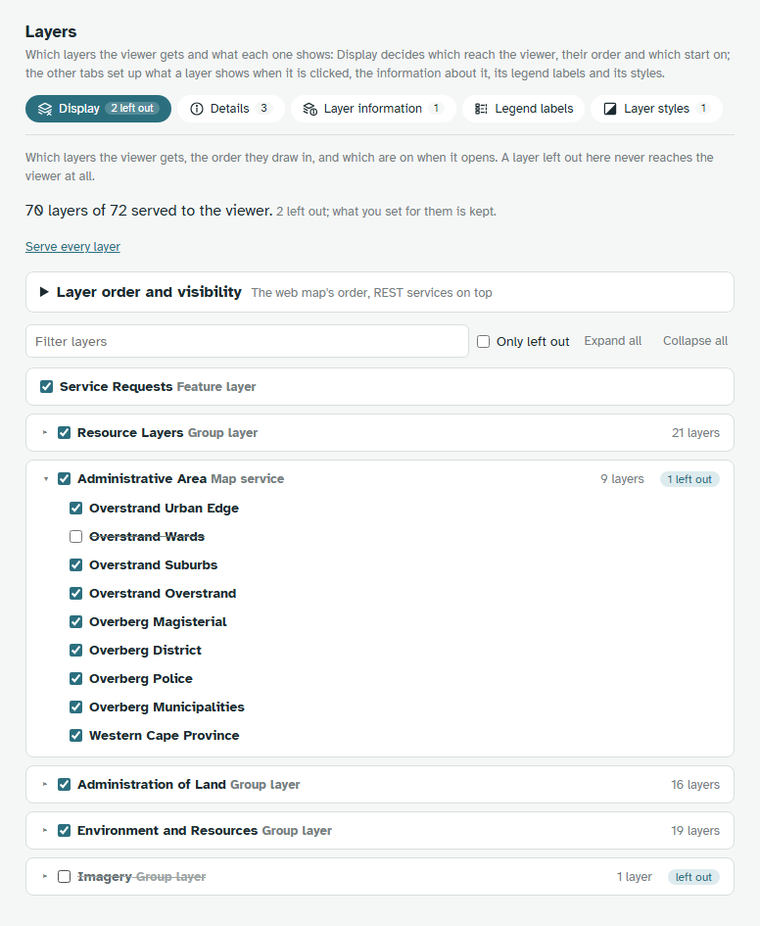 Layers
Which layers the viewer gets and what each one shows: Display decides which reach the viewer, their order and which start on;
the other tabs set up what a layer shows when it is clicked, the information about it, its legend labels and its styles.
Display 2 left out Details 3 Layer information 1 Legend labels Layer styles 1
Which layers the viewer gets, the order they draw in, and which are on when it opens. A layer left out here never reaches the
viewer at all.
70 layers of 72 served to the viewer. 2 left out; what you set for them is kept.
Serve every layer
Layer order and visibility The web map's order, REST services on top
Filter layers Only left out Expand all Collapse all
Service Requests Feature layer
Resource Layers Group layer 21 layers
Administrative Area Map service 9 layers 1 left out
Overstrand Urban Edge
Overstrand Wards
Overstrand Suburbs
Overstrand Overstrand
Overberg Magisterial
Overberg District
Overberg Police
Overberg Municipalities
Western Cape Province
Administration of Land Group layer 16 layers
Environment and Resources Group layer 19 layers
Imagery Group layer 1 layer left out